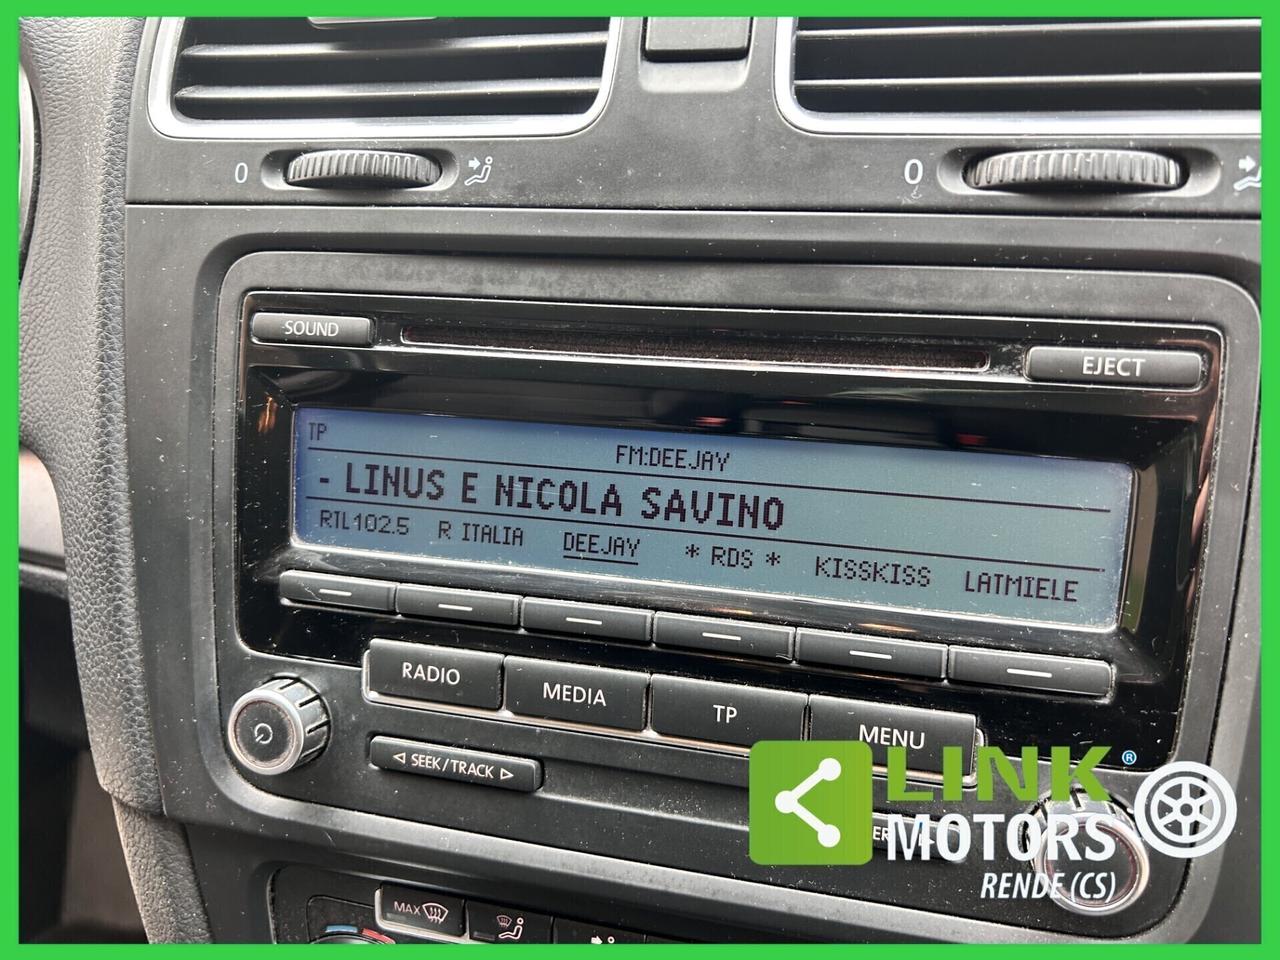 0
0
SOUND
EJECT
TP
FM:DEEJAY
- LINUS E NICOLA SAVINO
RTL102.5 R ITALIA DEEJAY * RDS * KISSKISS LATMIELE
RADIO MEDIA TP MENU
SEEK/TRACK
LINK ®
MOTORS
RENDE (CS)
MAX